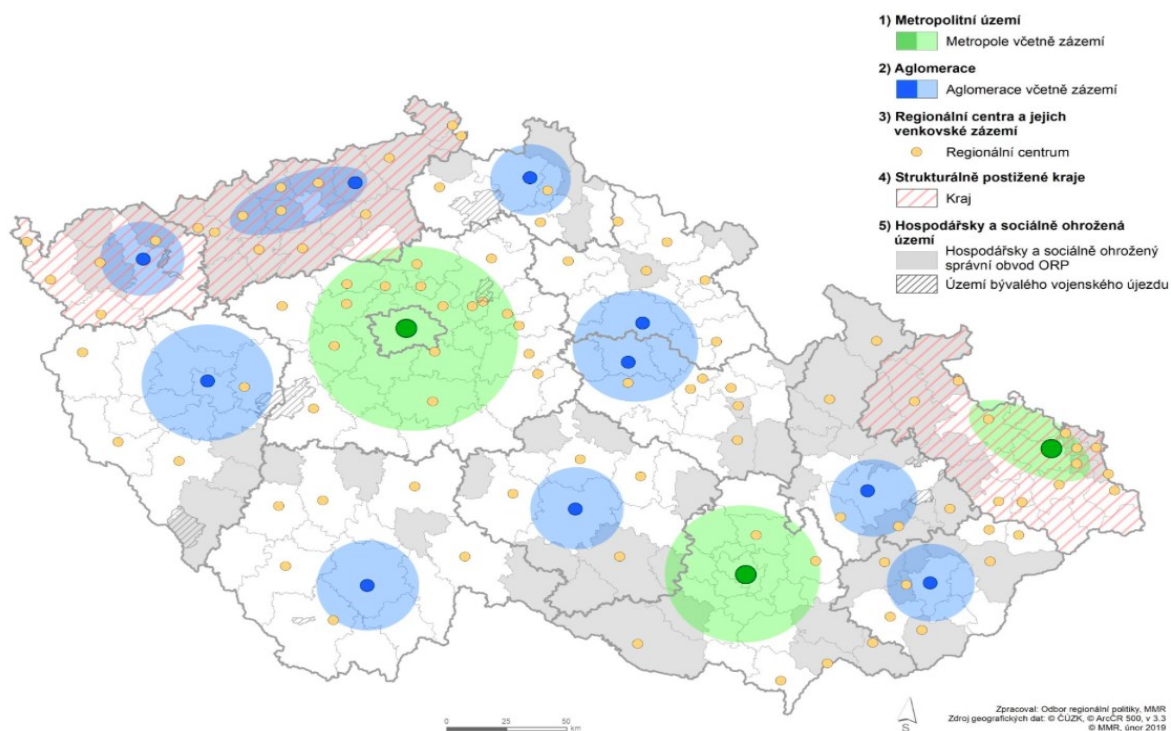 1) Metropolitní území
Metropole včetně zázemí
2) Aglomerace
Aglomerace včetně zázemí
3) Regionální centra a jejich
venkovské zázemí
Regionální centrum
4) Strukturálně postižené kraje
Kraj
5) Hospodářsky a sociálně ohrožená
území
Hospodářsky a sociálně ohrožený
správní obvod ORP
Území bývalého vojenského újezdu
0 25 50
km
S
Zpracoval: Odbor regionální politiky, MMR
Zdroj geografických dat: © ČÚZK, © ArcČR 500, v 3.3
© MMR, únor 2019